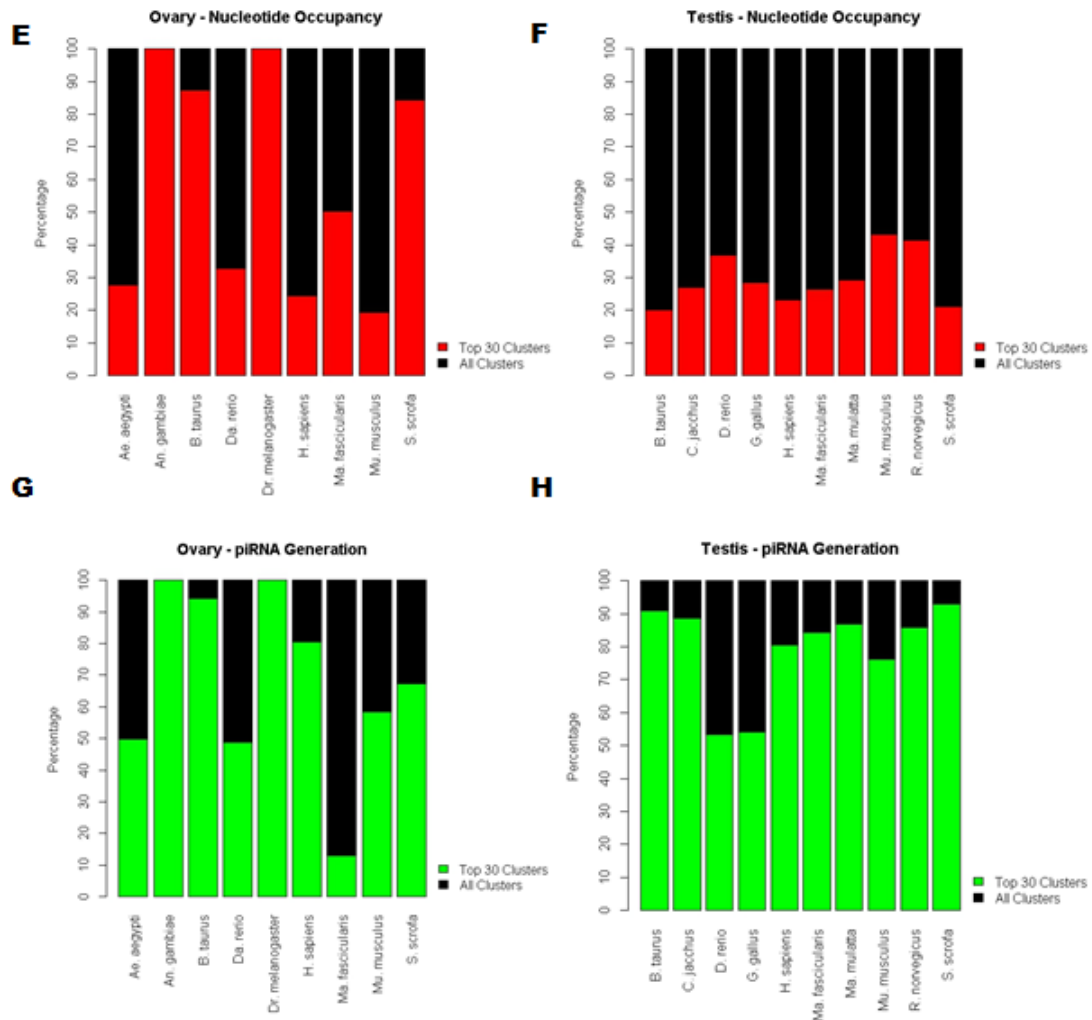 E
Ovary - Nucleotide Occupancy
Percentage
0 10 20 30 40 50 60 70 80 90 100
Ae. aegypti
An. gambiae
B. taurus
Da. rerio
Dr. melanogaster
H. sapiens
Ma. fascicularis
Mu. musculus
S. scrofa
Top 30 Clusters
All Clusters
F
Testis - Nucleotide Occupancy
Percentage
0 10 20 30 40 50 60 70 80 90 100
B. taurus
C. jacchus
D. rerio
G. gallus
H. sapiens
Ma. fascicularis
Ma. mulatta
Mu. musculus
R. norvegicus
S. scrofa
Top 30 Clusters
All Clusters
G
Ovary - piRNA Generation
Percentage
0 10 20 30 40 50 60 70 80 90 100
Ae. aegypti
An. gambiae
B. taurus
Da. rerio
Dr. melanogaster
H. sapiens
Ma. fascicularis
Mu. musculus
S. scrofa
Top 30 Clusters
All Clusters
H
Testis - piRNA Generation
Percentage
0 10 20 30 40 50 60 70 80 90 100
B. taurus
C. jacchus
D. rerio
G. gallus
H. sapiens
Ma. fascicularis
Ma. mulatta
Mu. musculus
R. norvegicus
S. scrofa
Top 30 Clusters
All Clusters